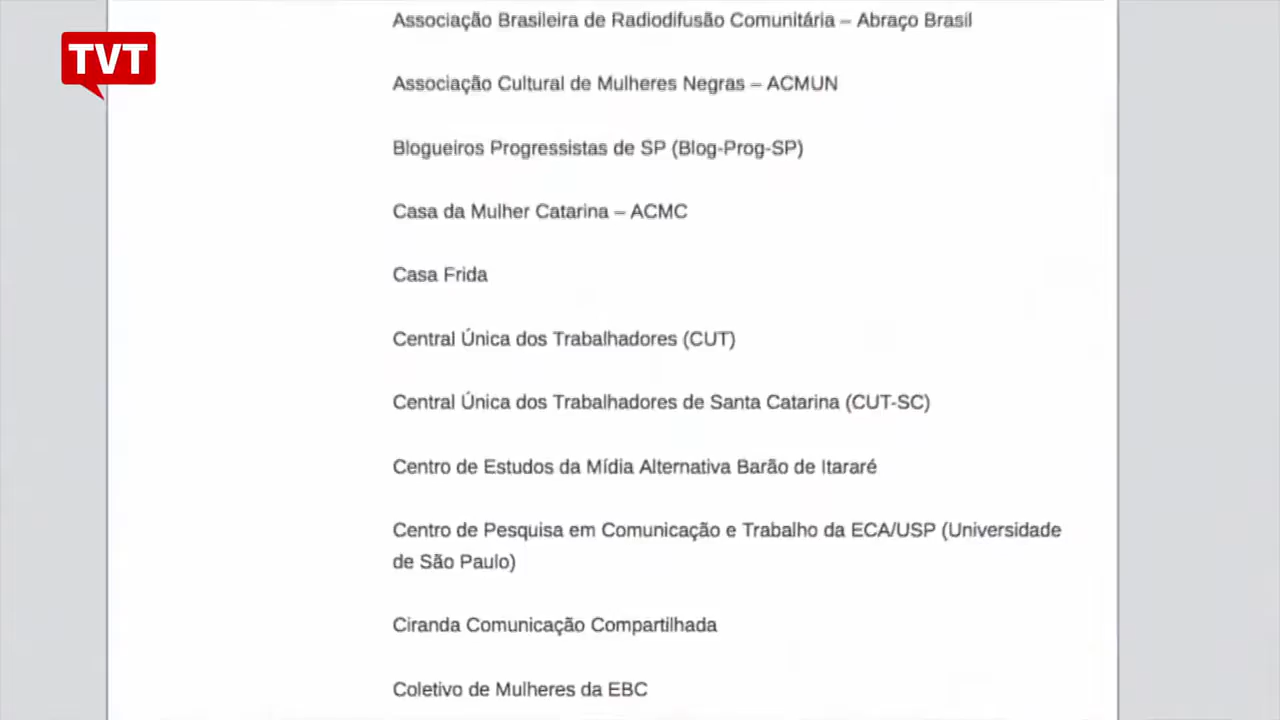 TVT
Associação Brasileira de Radiodifusão Comunitária – Abraço Brasil
Associação Cultural de Mulheres Negras – ACMUN
Blogueiros Progressistas de SP (Blog-Prog-SP)
Casa da Mulher Catarina – ACMC
Casa Frida
Central Única dos Trabalhadores (CUT)
Central Única dos Trabalhadores de Santa Catarina (CUT-SC)
Centro de Estudos da Mídia Alternativa Barão de Itararé
Centro de Pesquisa em Comunicação e Trabalho da ECA/USP (Universidade
de São Paulo)
Ciranda Comunicação Compartilhada
Coletivo de Mulheres da EBC